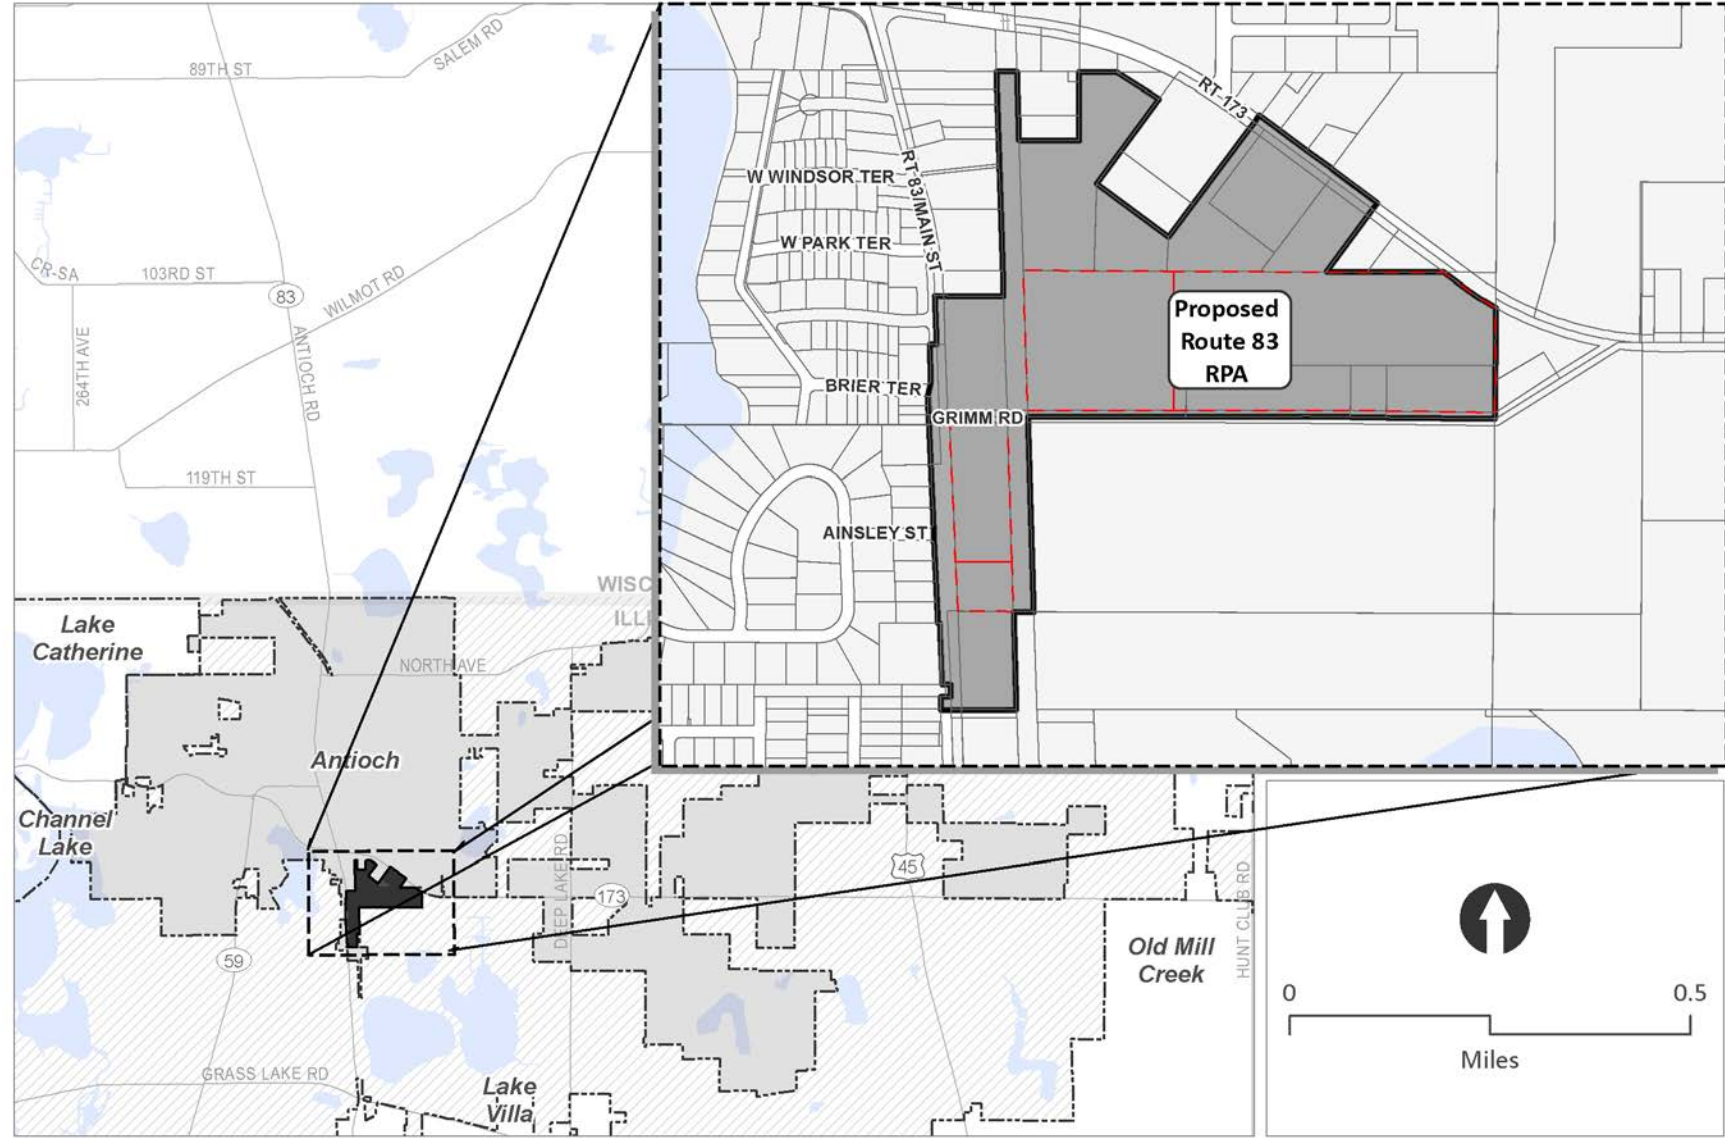 SALEM RD
89TH ST
CR-SA
103RD ST
83
WILMOT RD
264TH AVE
ANTIOCH RD
119TH ST
WISC
ILLI
Lake
Catherine
NORTH AVE
Antioch
Channel
Lake
59
DEEP LAKE RD
173
45
HUNT CLUB RD
Old Mill
Creek
GRASS LAKE RD
Lake
Villa
RT 173
W WINDSOR TER
RT 83/MAIN ST
W PARK TER
Proposed
Route 83
RPA
BRIER TER
GRIMM RD
AINSLEY ST
0 0.5
Miles